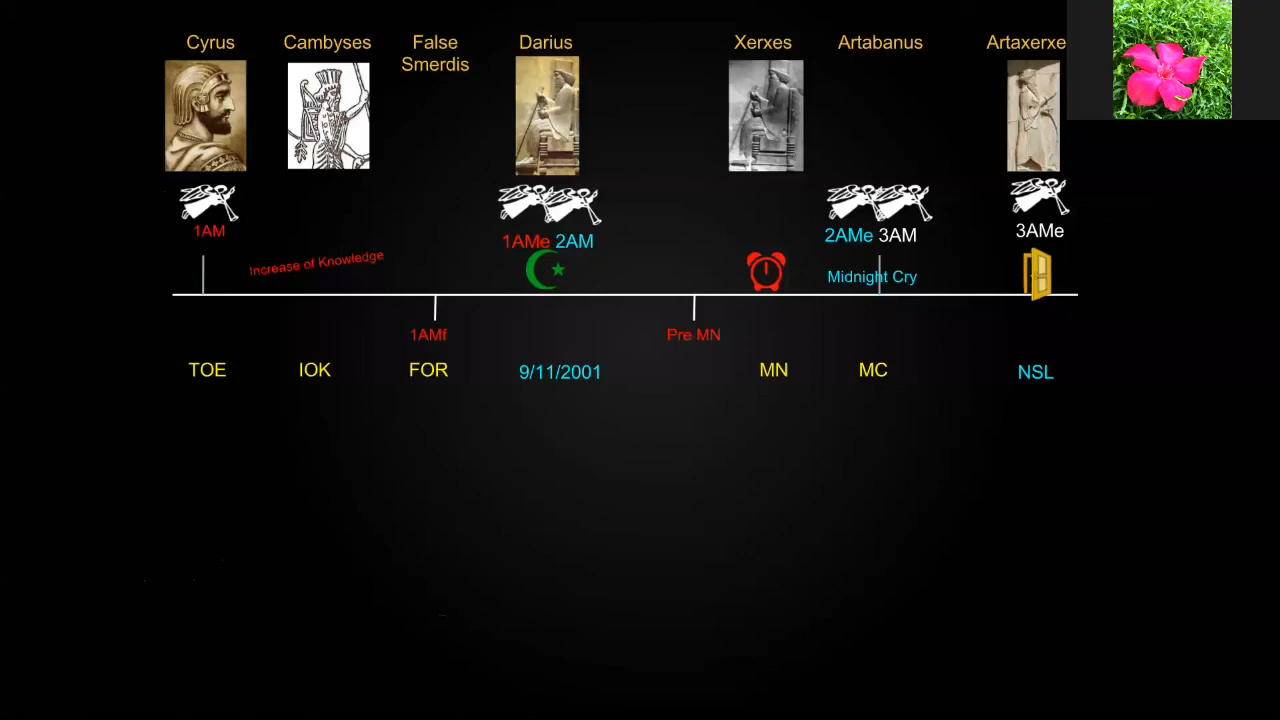 Cyrus
Cambyses
False
Smerdis
Darius
Xerxes
Artabanus
Artaxerxe
1AM
1AMe 2AM
2AMe 3AM
3AMe
Increase of Knowledge
Midnight Cry
1AMf
Pre MN
TOE
IOK
FOR
9/11/2001
MN
MC
NSL